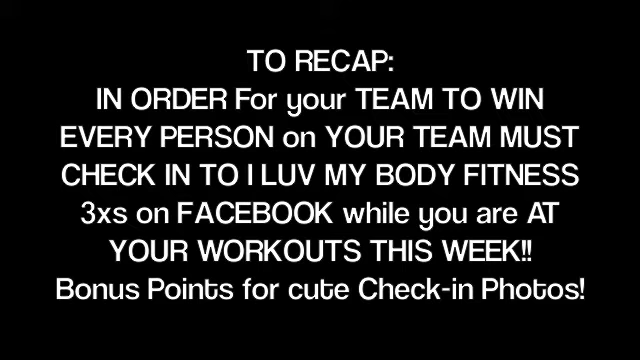 TO RECAP:
IN ORDER For your TEAM TO WIN
EVERY PERSON on YOUR TEAM MUST
CHECK IN TO I LUV MY BODY FITNESS
3xs on FACEBOOK while you are AT
YOUR WORKOUTS THIS WEEK!!
Bonus Points for cute Check-in Photos!